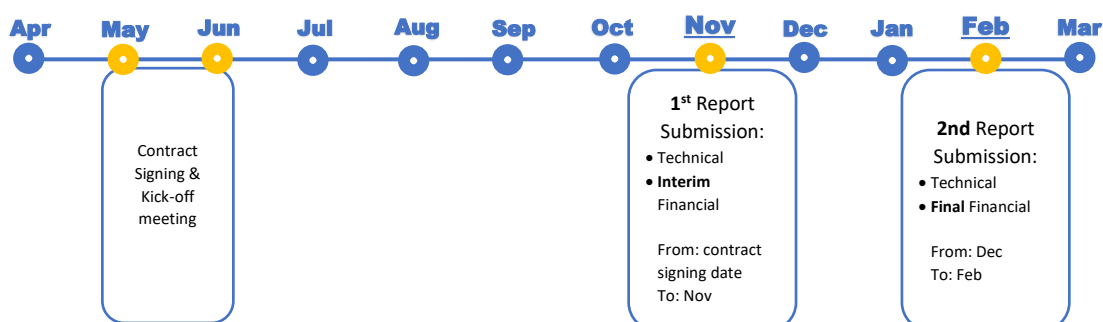 Apr May Jun Jul Aug Sep Oct Nov Dec Jan Feb Mar
Contract
Signing &
Kick-off
meeting
1st Report
Submission:
• Technical
• Interim
Financial
From: contract
signing date
To: Nov
2nd Report
Submission:
• Technical
• Final Financial
From: Dec
To: Feb